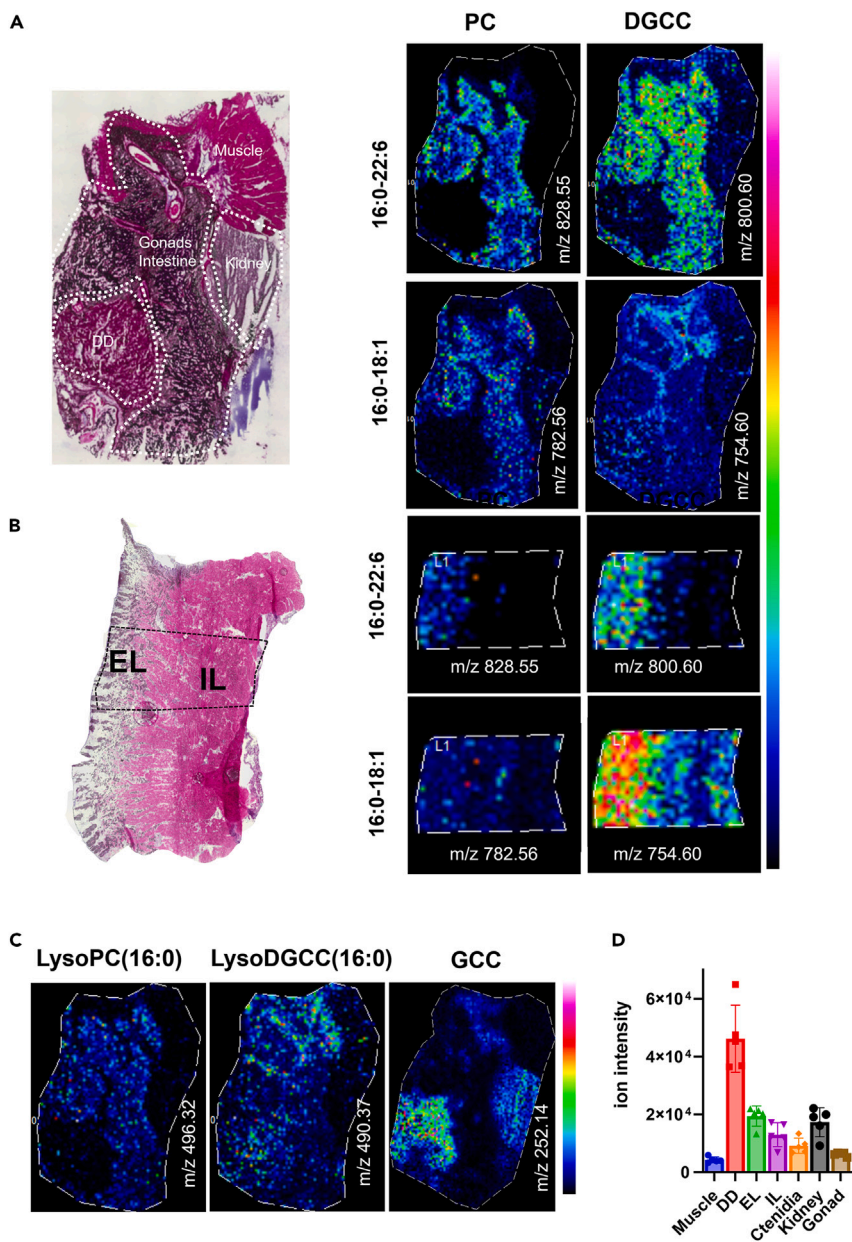 A
PC
DGCC
Muscle
Gonads
Intestine
Kidney
DD
16:0-22:6
m/z 828.55
m/z 800.60
16:0-18:1
m/z 782.56
m/z 754.60
B
EL
IL
16:0-22:6
L1
m/z 828.55
L1
m/z 800.60
16:0-18:1
L1
m/z 782.56
L1
m/z 754.60
C
LysoPC(16:0)
LysoDGCC(16:0)
GCC
m/z 496.32
m/z 490.37
m/z 252.14
D
ion intensity
6×10⁴
4×10⁴
2×10⁴
0
Muscle
DD
EL
IL
Ctenidia
Kidney
Gonad